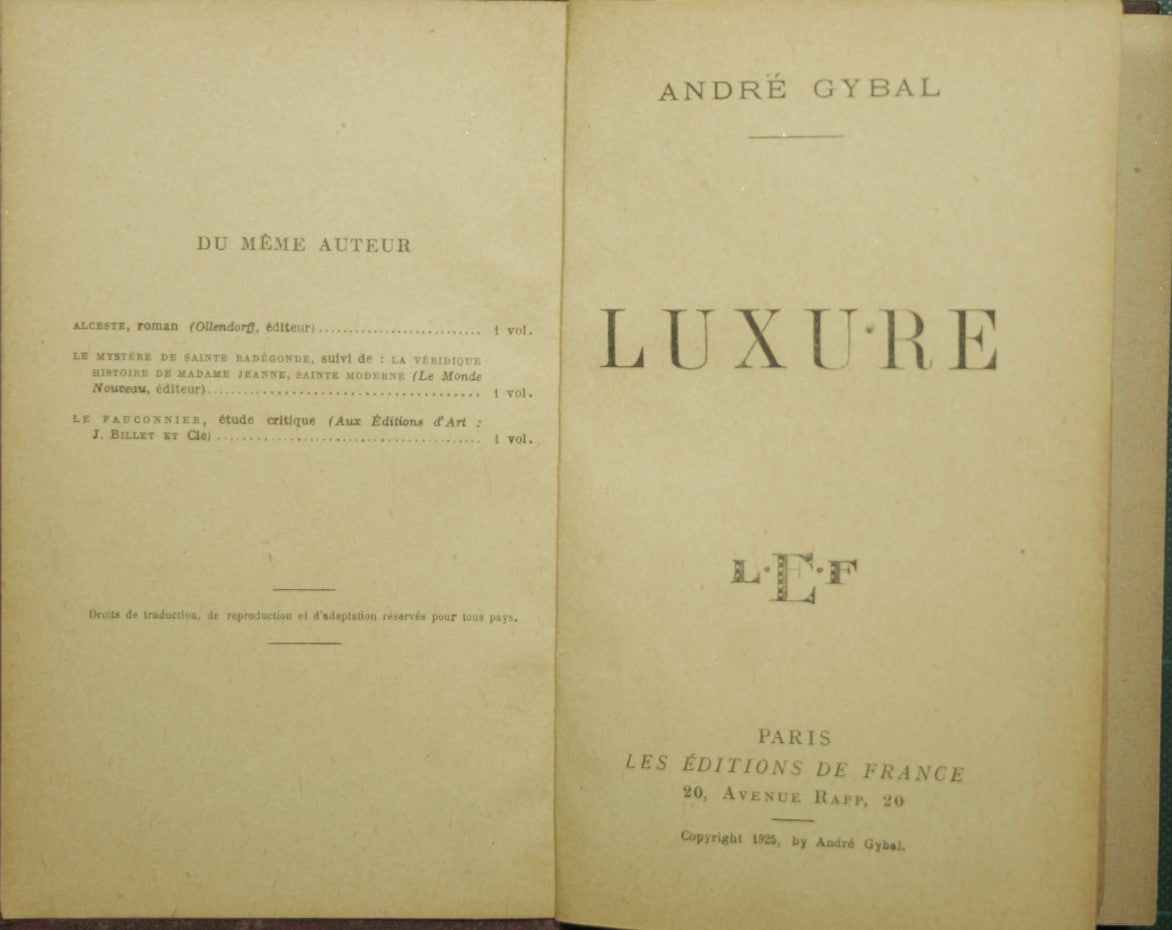 DU MÊME AUTEUR
ALCESTE, roman (Ollendorff, éditeur).......................... 1 vol.
LE MYSTÈRE DE SAINTE RADÉGONDE, suivi de : LA VÉRIDIQUE
HISTOIRE DE MADAME JEANNE, SAINTE MODERNE (Le Monde
Nouveau, éditeur)........................................... 1 vol.
LE FAUCONNIER, étude critique (Aux Éditions d'Art :
J. BILLET ET Cie) .......................................... 1 vol.
Droits de traduction, de reproduction et d'adaptation réservés pour tous pays.
ANDRÉ GYBAL
LUXURE
L·E·F
PARIS
LES ÉDITIONS DE FRANCE
20, AVENUE RAPP, 20
Copyright 1925, by André Gybal.